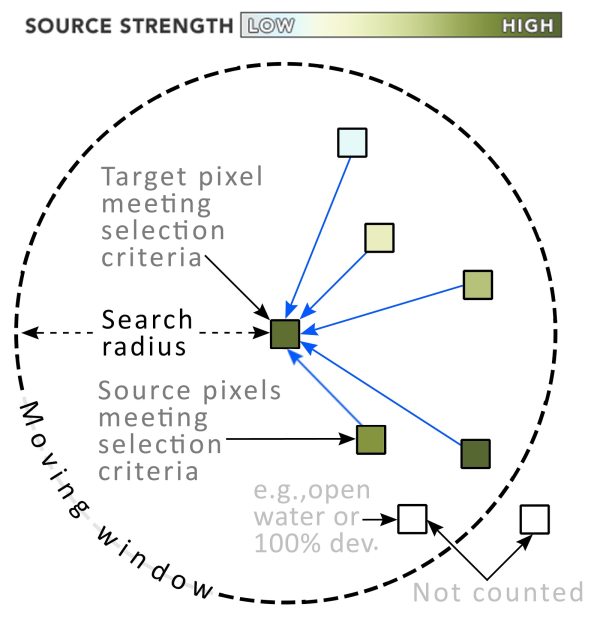 SOURCE STRENGTH LOW HIGH
Target pixel
meeting
selection
criteria
Search
radius
Source pixels
meeting
selection
criteria
Moving window
e.g.,open
water or
100% dev.
Not counted